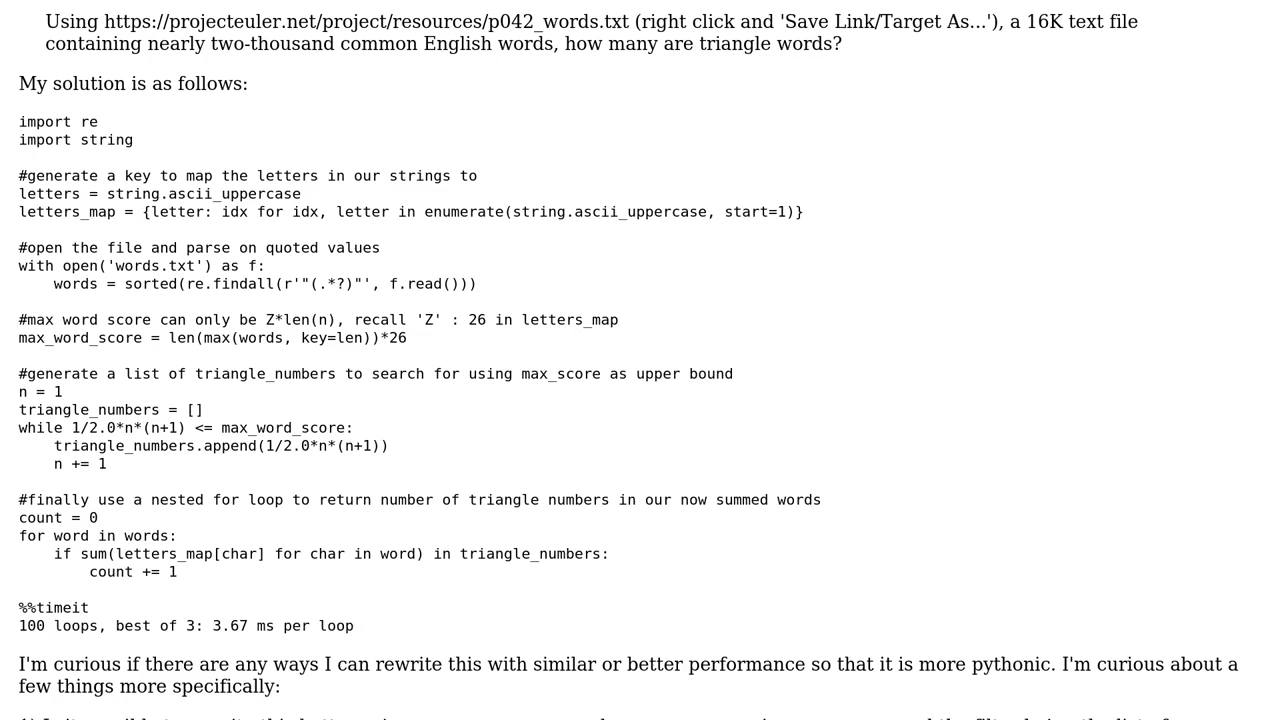 Using https://projecteuler.net/project/resources/p042_words.txt (right click and 'Save Link/Target As...'), a 16K text file
containing nearly two-thousand common English words, how many are triangle words?
My solution is as follows:
import re
import string
#generate a key to map the letters in our strings to
letters = string.ascii_uppercase
letters_map = {letter: idx for idx, letter in enumerate(string.ascii_uppercase, start=1)}
#open the file and parse on quoted values
with open('words.txt') as f:
    words = sorted(re.findall(r'"(.*?)"', f.read()))
#max word score can only be Z*len(n), recall 'Z' : 26 in letters_map
max_word_score = len(max(words, key=len))*26
#generate a list of triangle_numbers to search for using max_score as upper bound
n = 1
triangle_numbers = []
while 1/2.0*n*(n+1) <= max_word_score:
    triangle_numbers.append(1/2.0*n*(n+1))
    n += 1
#finally use a nested for loop to return number of triangle numbers in our now summed words
count = 0
for word in words:
    if sum(letters_map[char] for char in word) in triangle_numbers:
        count += 1
%%timeit
100 loops, best of 3: 3.67 ms per loop
I'm curious if there are any ways I can rewrite this with similar or better performance so that it is more pythonic. I'm curious about a
few things more specifically: